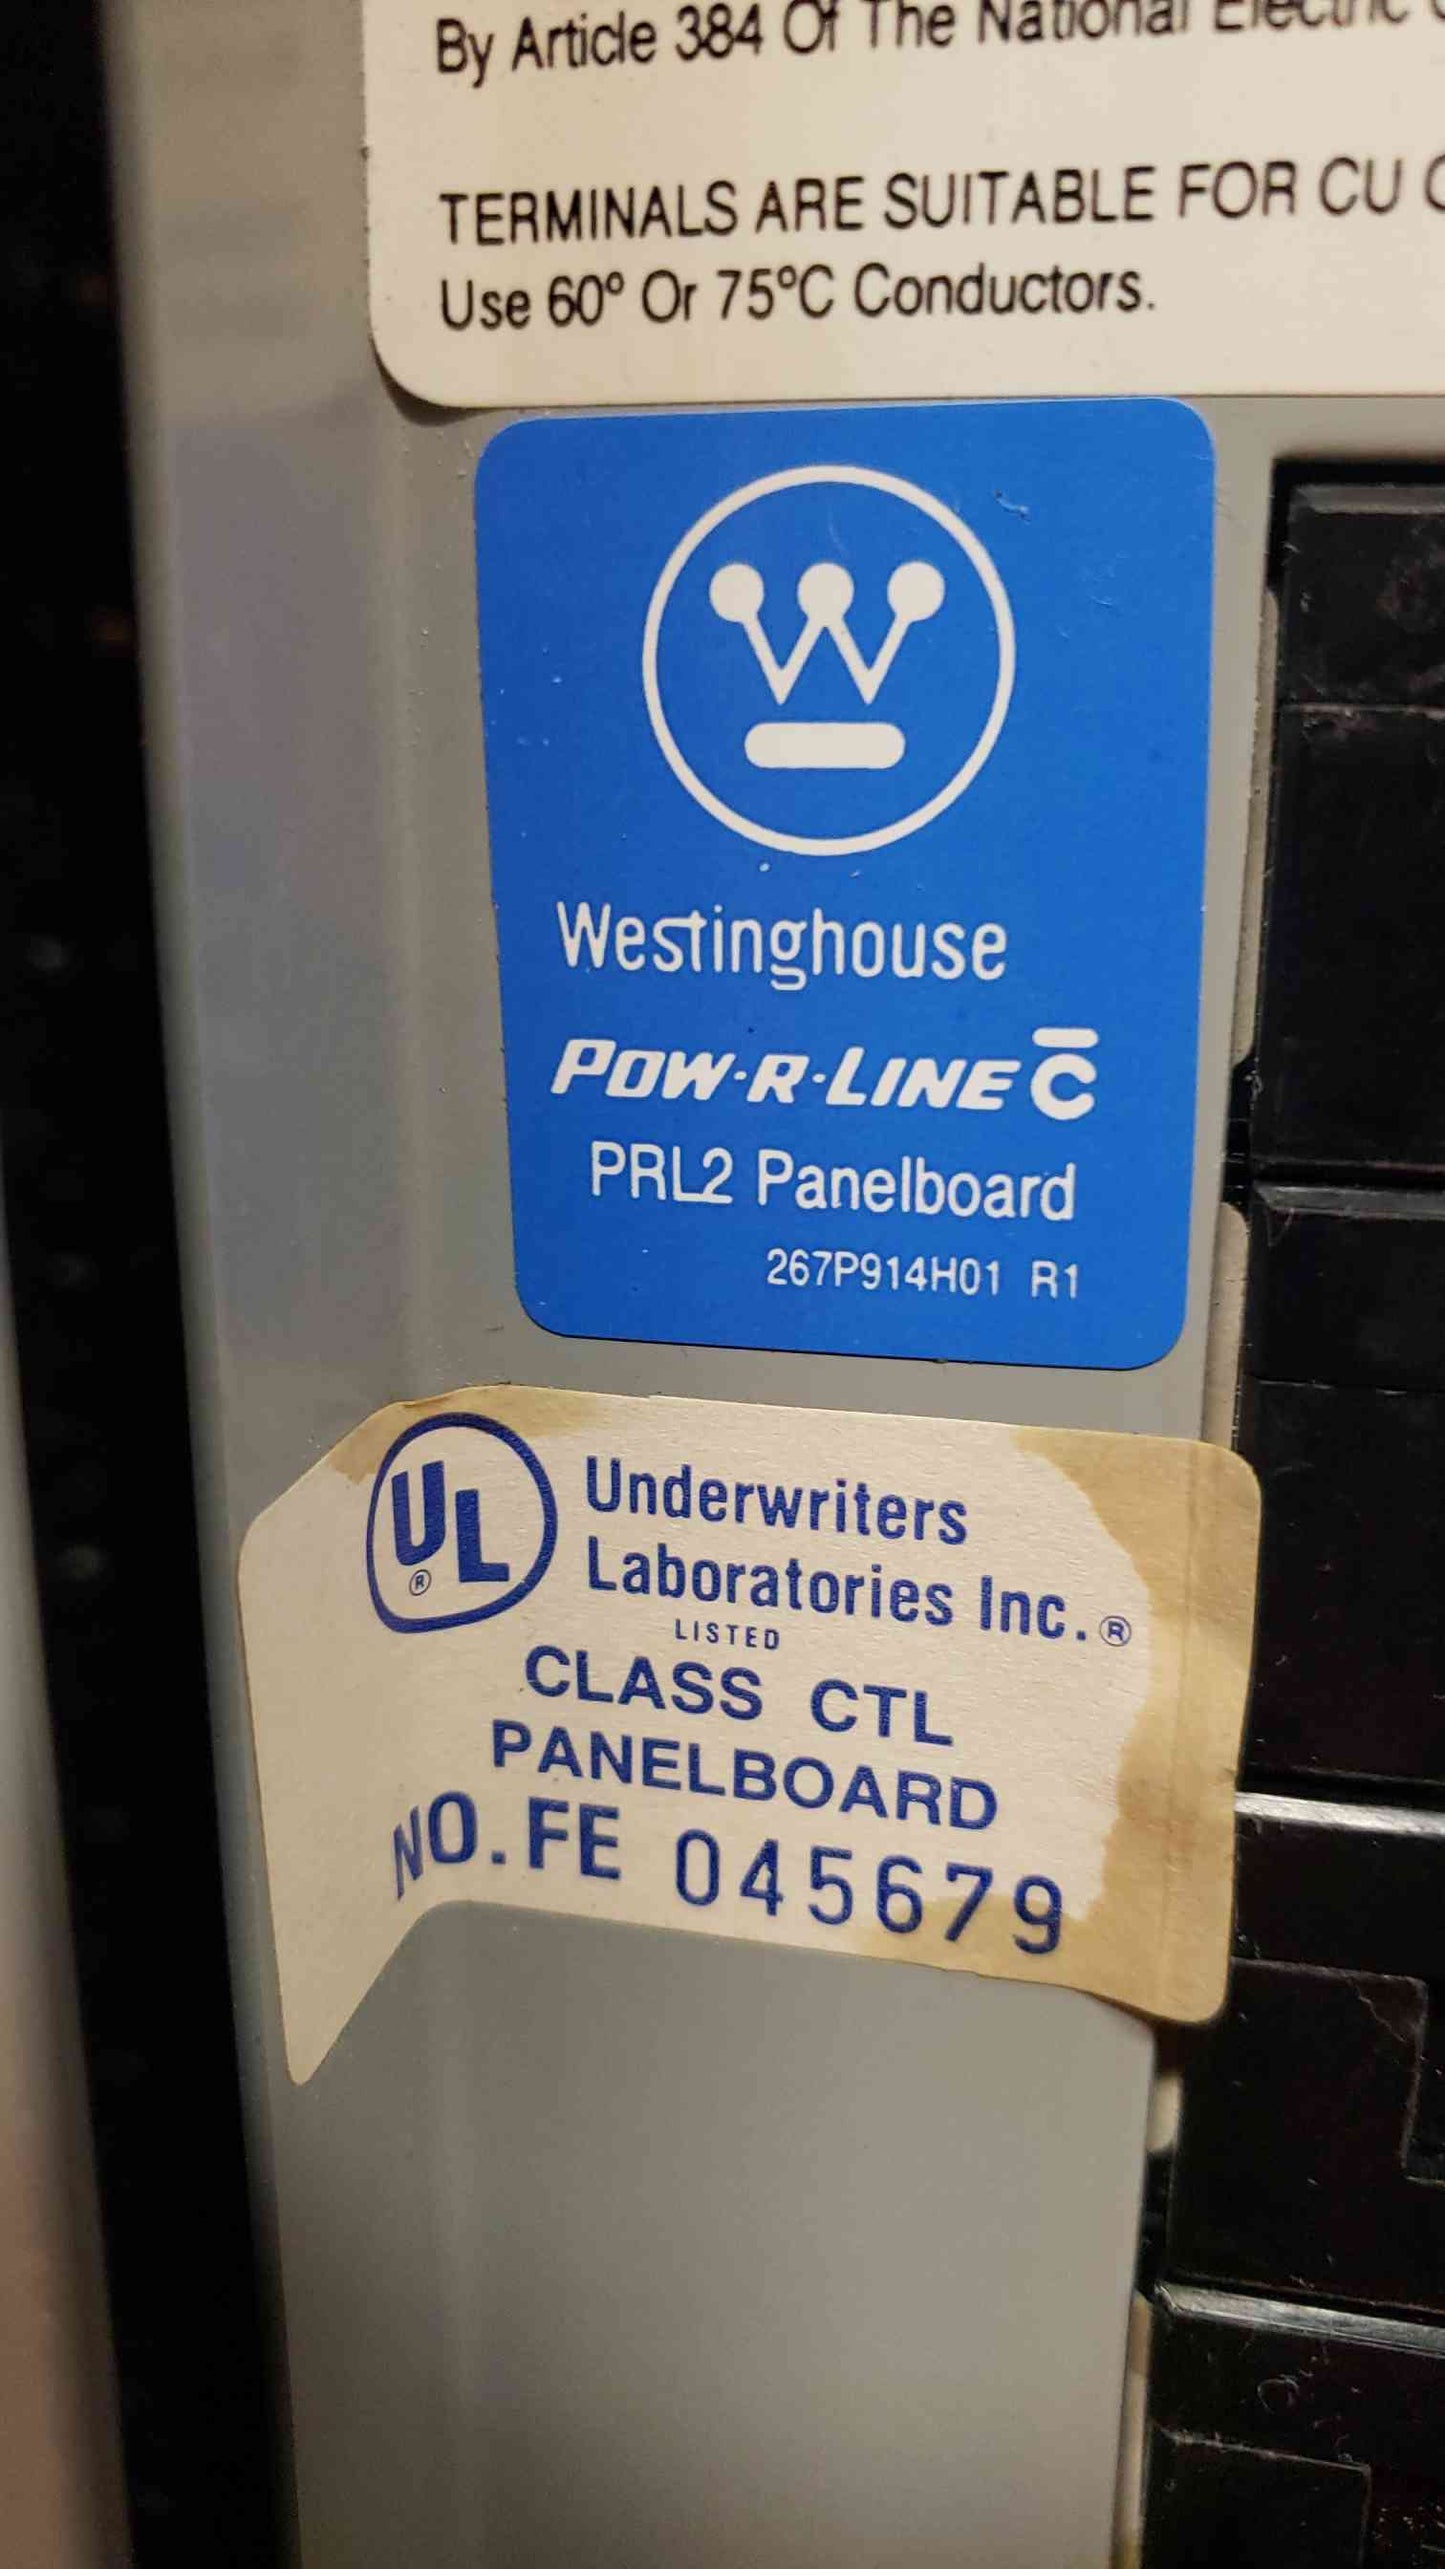 By Article 384 Of The National Electric
TERMINALS ARE SUITABLE FOR CU
Use 60° Or 75°C Conductors.
W
Westinghouse
POW·R·LINE C̅
PRL2 Panelboard
267P914H01 R1
UL ®
Underwriters
Laboratories Inc.®
LISTED
CLASS CTL
PANELBOARD
NO. FE 045679